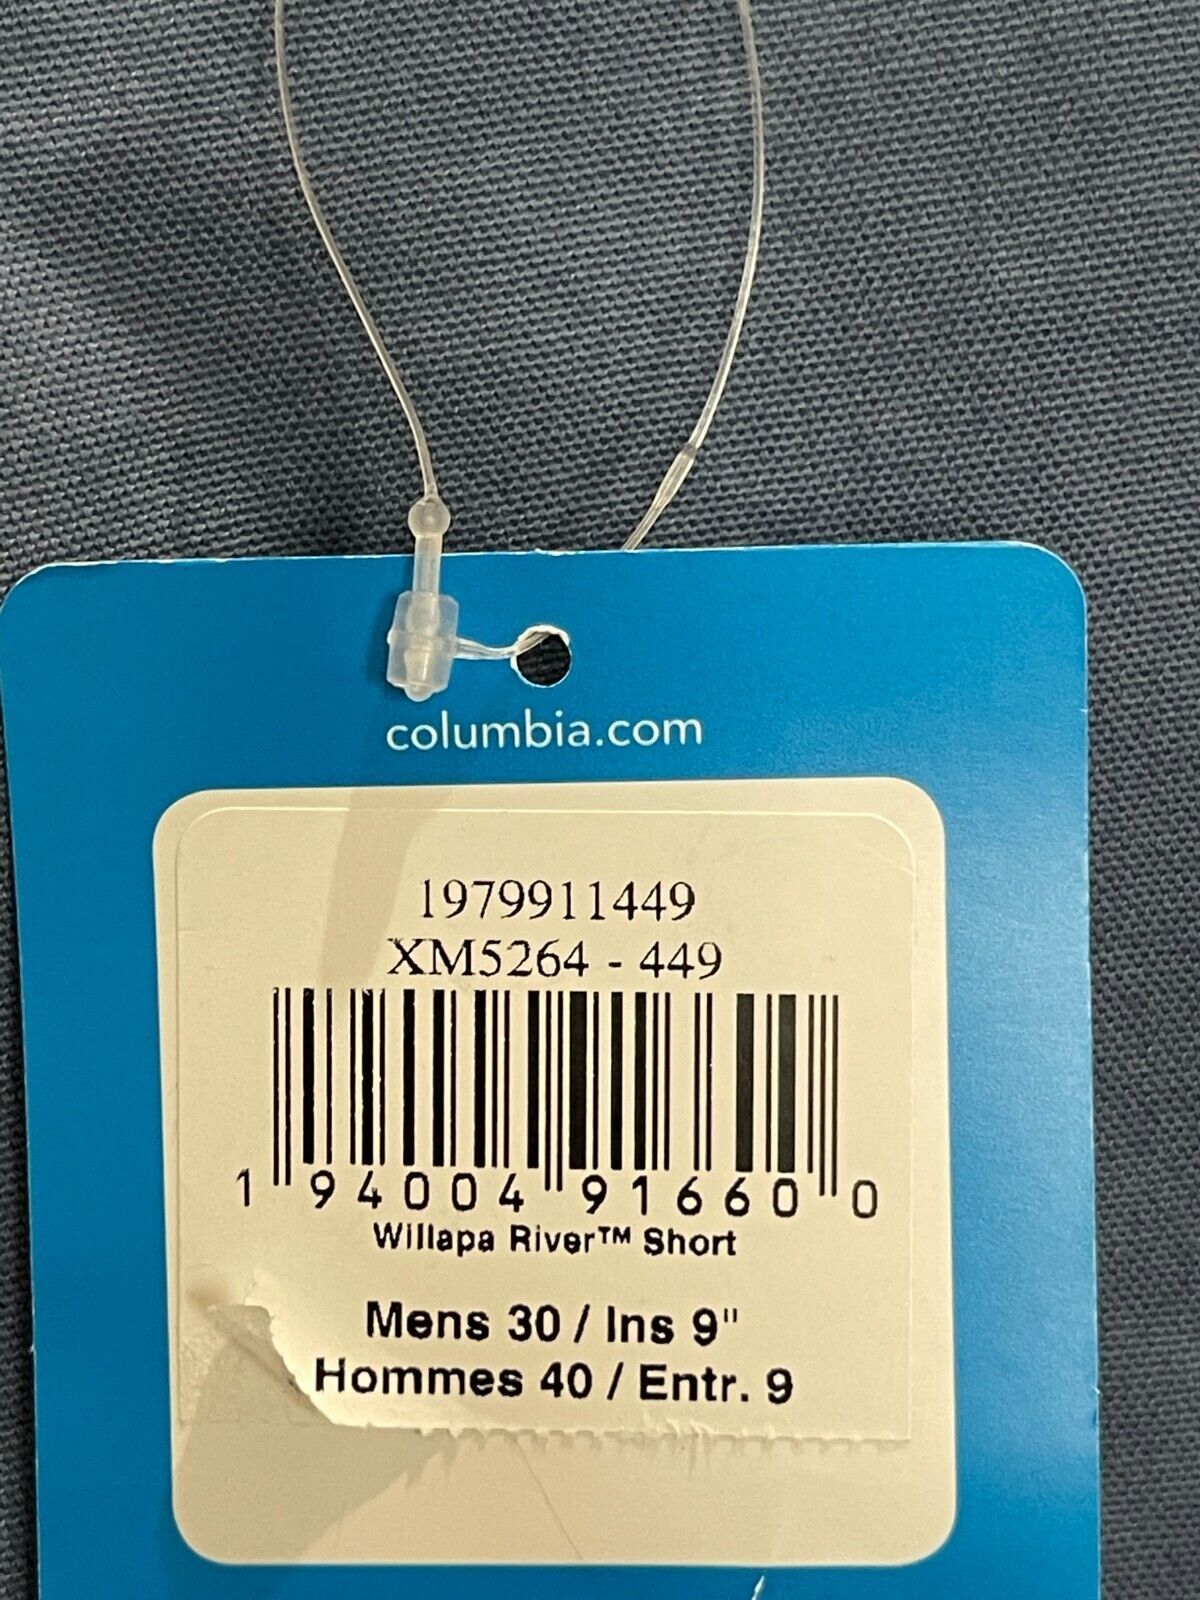 columbia.com
1979911449
XM5264 - 449
1 94004 91660 0
Willapa River™ Short
Mens 30 / Ins 9"
Hommes 40 / Entr. 9